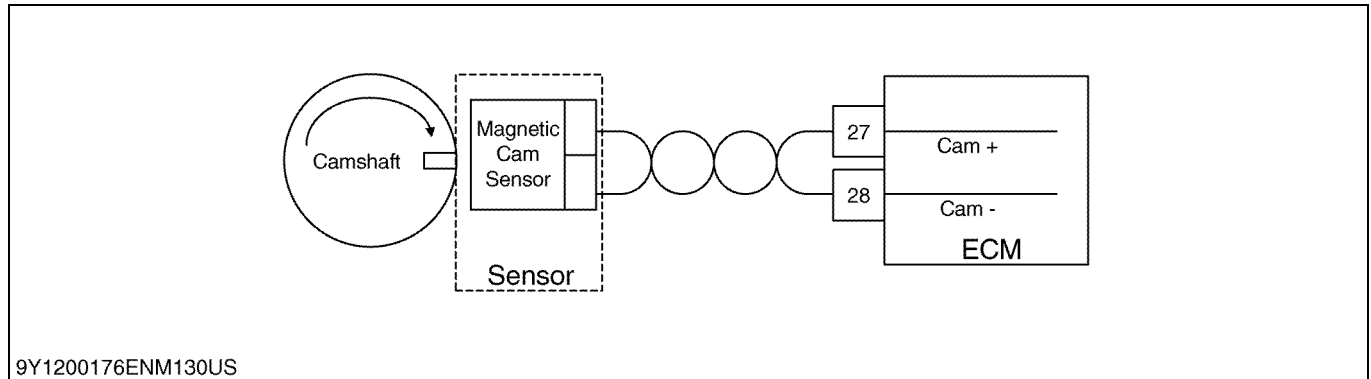 Camshaft
Magnetic
Cam
Sensor
Sensor
27
Cam +
28
Cam -
ECM
9Y1200176ENM130US